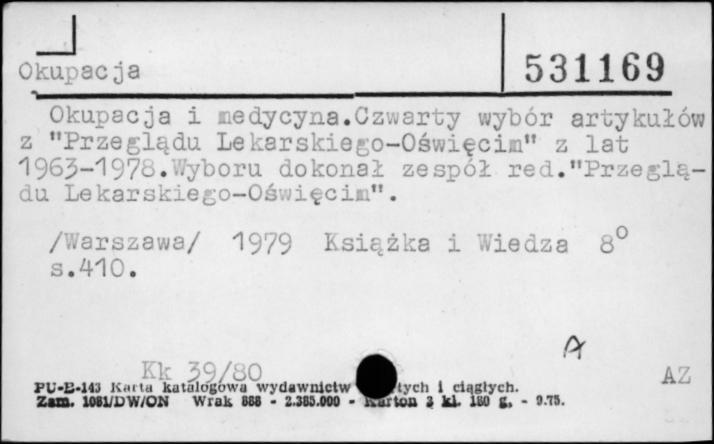 Okupacja
531169
Okupacja i medycyna.Czwarty wybór artykułów
z "Przeglądu Lekarskiego-Oświęcim" z lat
1963-1978.Wyboru dokonał zespół red."Przeglą-
du Lekarskiego-Oświęcim".
/Warszawa/ 1979 Książka i Wiedza 8°
s.410.
A
Kk 39/80
AZ
PU-B-143 Karta katalogowa wydawnictw tych i ciągłych.
Zam. 1081/DW/ON Wrak 888 - 2.385.000 - Karton 3 kl. 180 g, - 9.75.